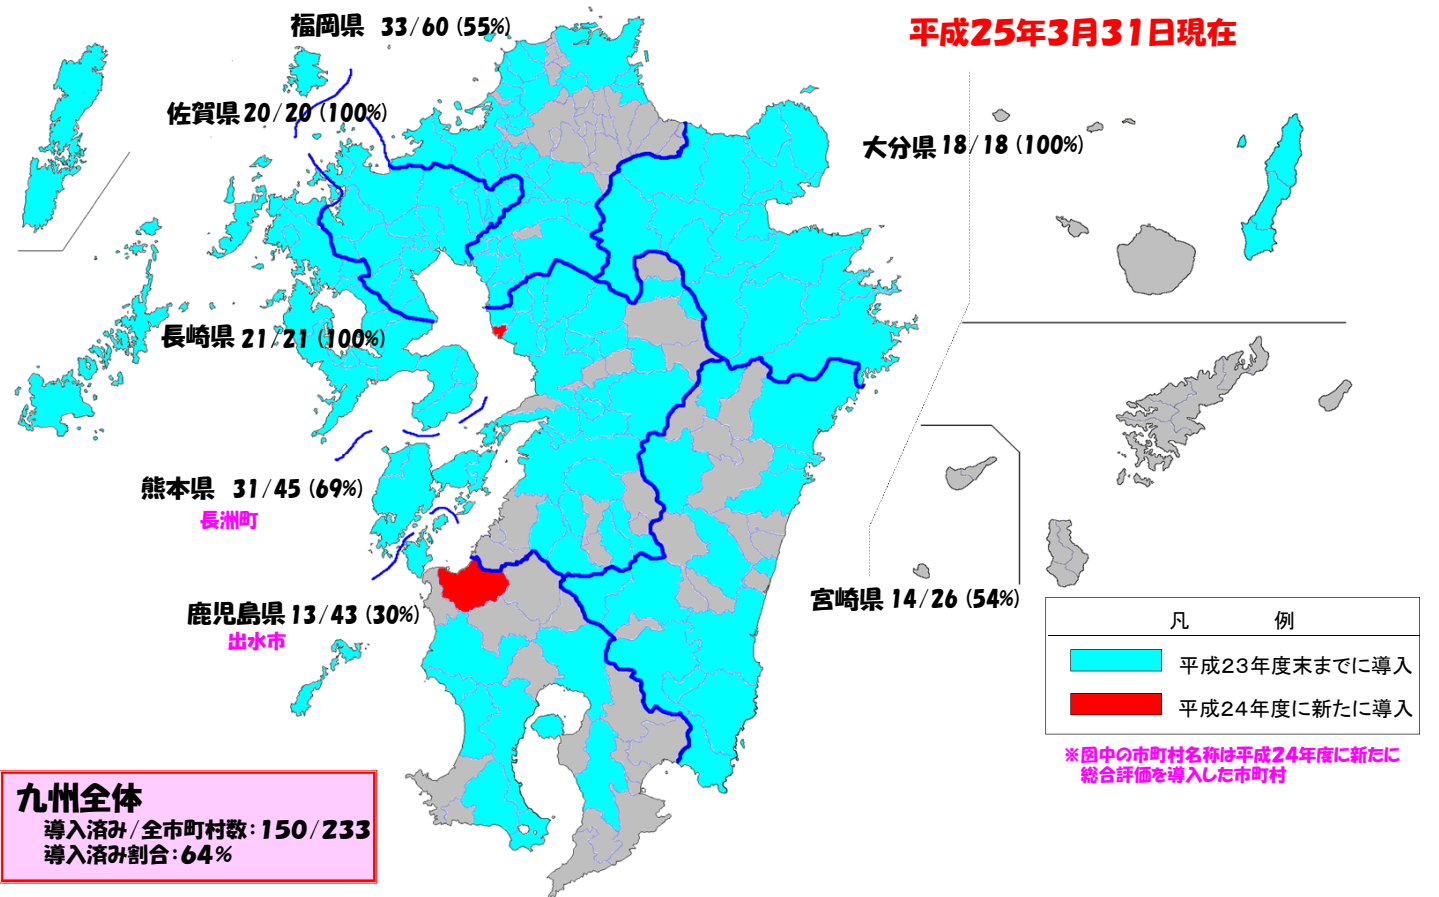 福岡県 33/60 (55%)
平成25年3月31日現在
佐賀県 20/20 (100%)
大分県 18/18 (100%)
長崎県 21/21 (100%)
熊本県 31/45 (69%)
長洲町
鹿児島県 13/43 (30%)
出水市
宮崎県 14/26 (54%)
凡 例
平成23年度末までに導入
平成24年度に新たに導入
※図中の市町村名称は平成24年度に新たに
総合評価を導入した市町村
九州全体
導入済み/全市町村数:150/233
導入済み割合:64%